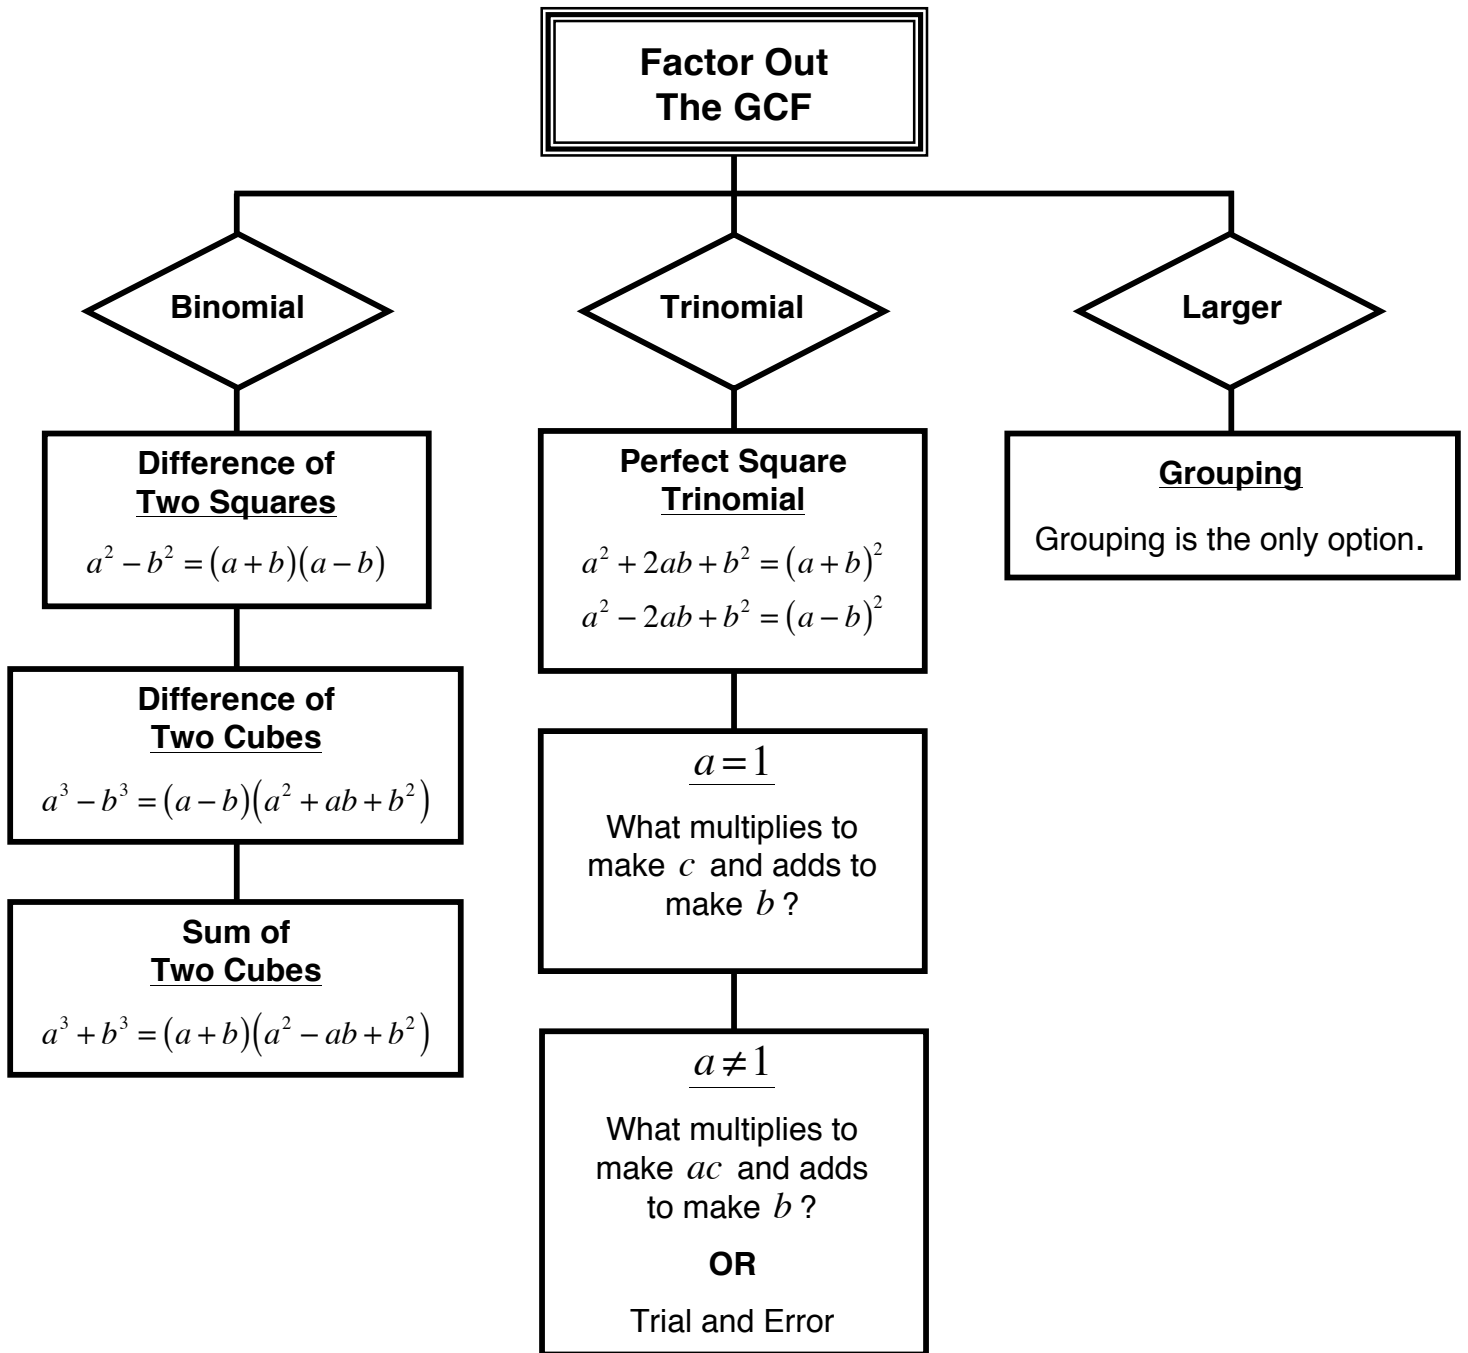 Factor Out
The GCF
Binomial
Trinomial
Larger
Difference of
Two Squares
a² − b² = (a + b)(a − b)
Difference of
Two Cubes
a³ − b³ = (a − b)(a² + ab + b²)
Sum of
Two Cubes
a³ + b³ = (a + b)(a² − ab + b²)
Perfect Square
Trinomial
a² + 2ab + b² = (a + b)²
a² − 2ab + b² = (a − b)²
a = 1
What multiplies to
make c and adds to
make b ?
a ≠ 1
What multiplies to
make ac and adds
to make b ?
OR
Trial and Error
Grouping
Grouping is the only option.